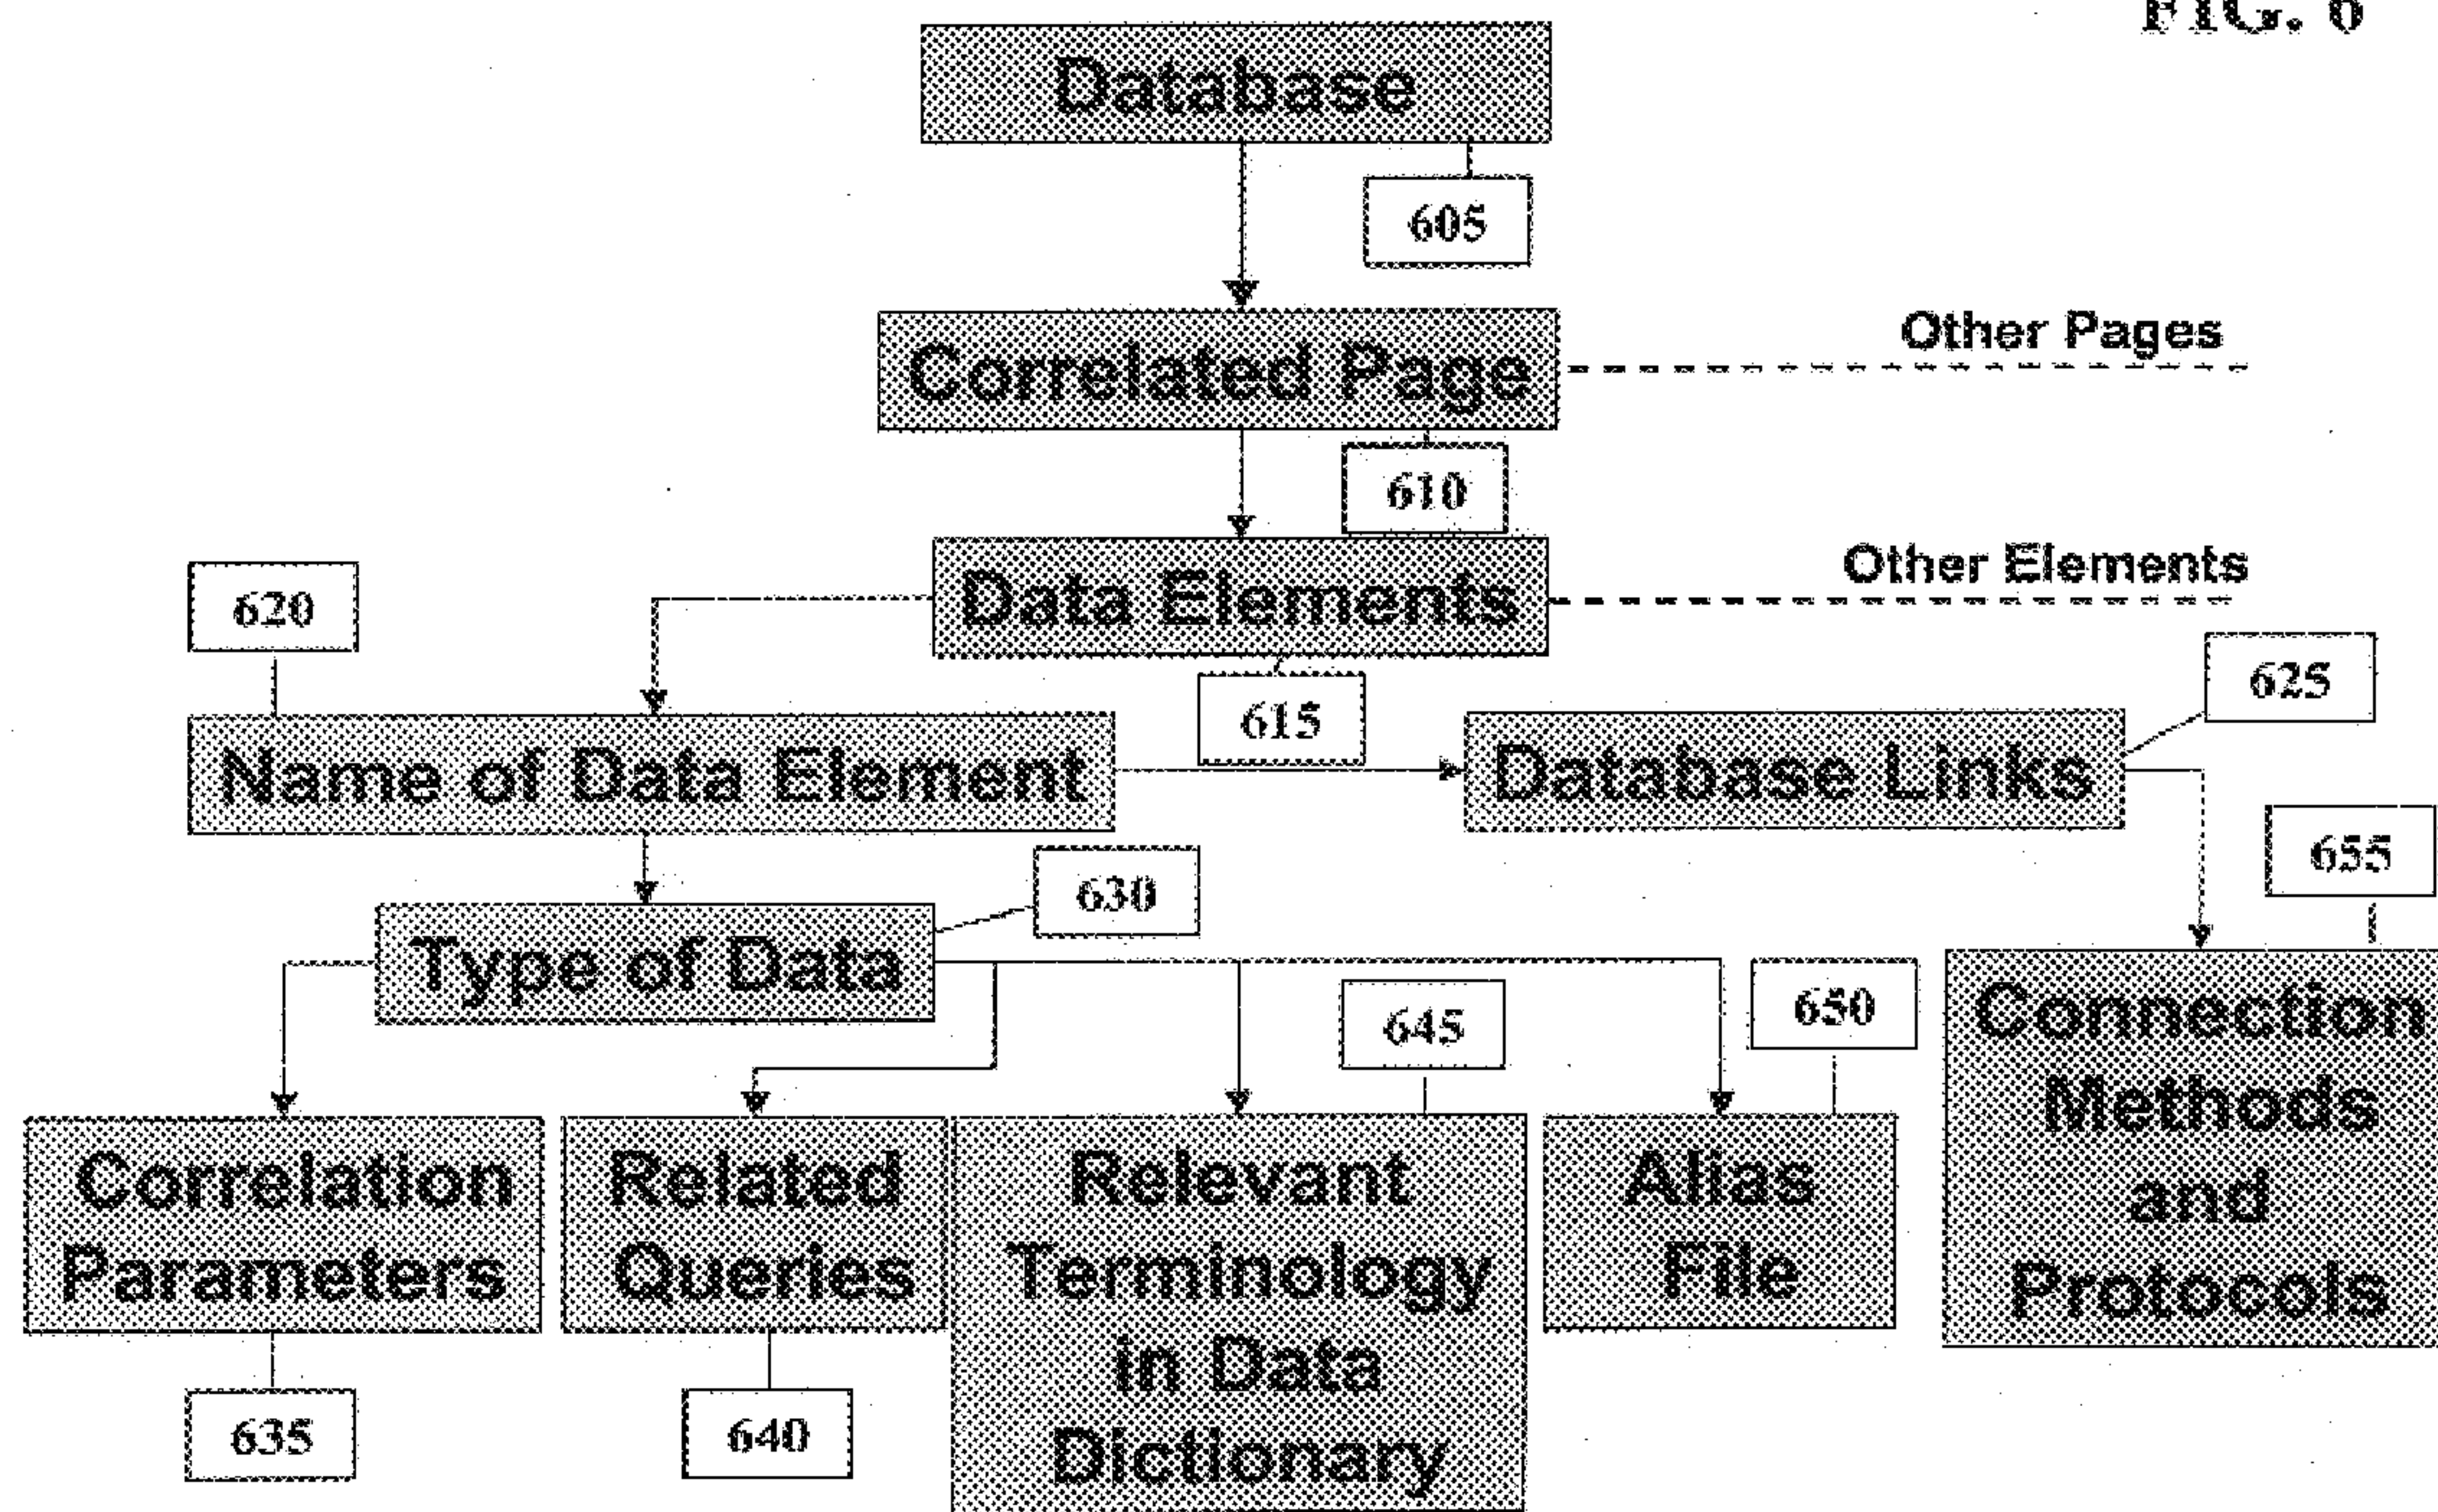 FIG. 6
Database
605
Correlated Page
Other Pages
610
Data Elements
Other Elements
620
615
625
Name of Data Element
Database Links
655
630
Type of Data
645
650
Correlation
Parameters
Related
Queries
Relevant
Terminology
in Data
Dictionary
Alias
File
Connection
Methods
and
Protocols
635
640